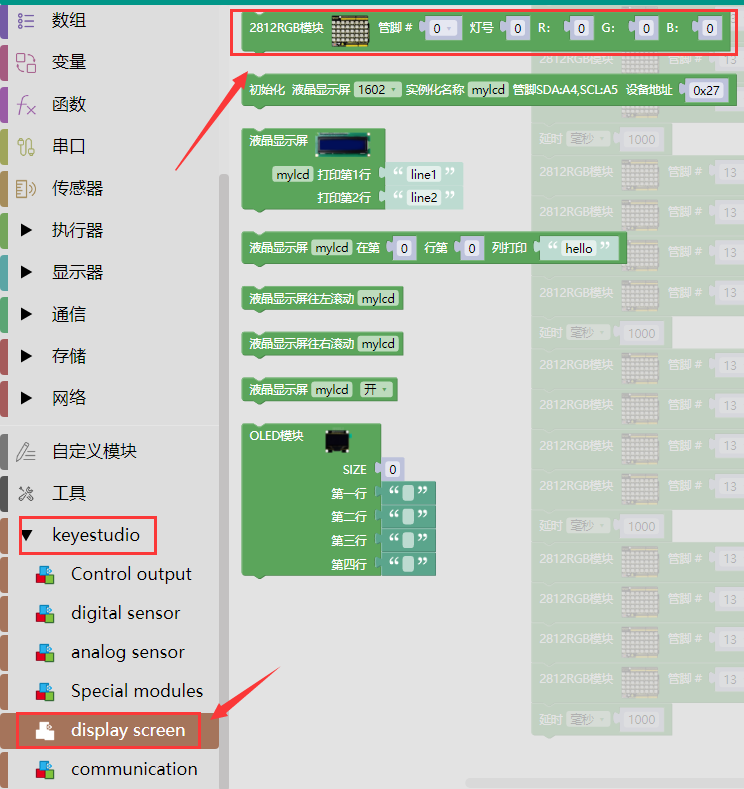 数组
变量
函数
串口
传感器
执行器
显示器
通信
存储
网络
自定义模块
工具
keyestudio
Control output
digital sensor
analog sensor
Special modules
display screen
communication
2812RGB模块 管脚 # 0 灯号 0 R: 0 G: 0 B: 0
初始化 液晶显示屏 1602 实例化名称 mylcd 管脚SDA:A4,SCL:A5 设备地址 0x27
液晶显示屏
mylcd 打印第1行 “ line1 ”
打印第2行 “ line2 ”
液晶显示屏 mylcd 在第 0 行第 0 列打印 “ hello ”
液晶显示屏往左滚动 mylcd
液晶显示屏往右滚动 mylcd
液晶显示屏 mylcd 开
OLED模块
SIZE 0
第一行 “ ”
第二行 “ ”
第三行 “ ”
第四行 “ ”
延时 毫秒 1000
2812RGB模块 管脚 # 13
2812RGB模块 管脚 # 13
2812RGB模块 管脚 # 13
2812RGB模块 管脚 # 13
延时 毫秒 1000
2812RGB模块 管脚 # 13
2812RGB模块 管脚 # 13
2812RGB模块 管脚 # 13
2812RGB模块 管脚 # 13
延时 毫秒 1000
2812RGB模块 管脚 # 13
2812RGB模块 管脚 # 13
2812RGB模块 管脚 # 13
2812RGB模块 管脚 # 13
延时 毫秒 1000